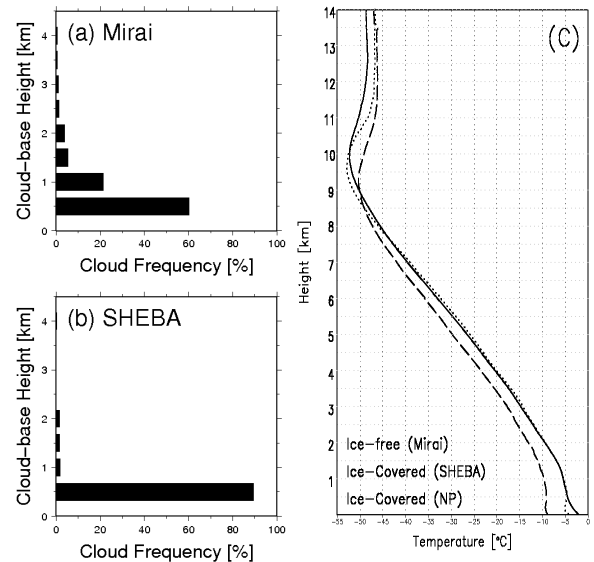 (a) Mirai
Cloud-base Height [km]
4
3
2
1
0
0 20 40 60 80 100
Cloud Frequency [%]
(b) SHEBA
Cloud-base Height [km]
4
3
2
1
0
0 20 40 60 80 100
Cloud Frequency [%]
(C)
Height [km]
14
13
12
11
10
9
8
7
6
5
4
3
2
1
Ice-free (Mirai)
Ice-Covered (SHEBA)
Ice-Covered (NP)
-55 -50 -45 -40 -35 -30 -25 -20 -15 -10 -5 0
Temperature [°C]